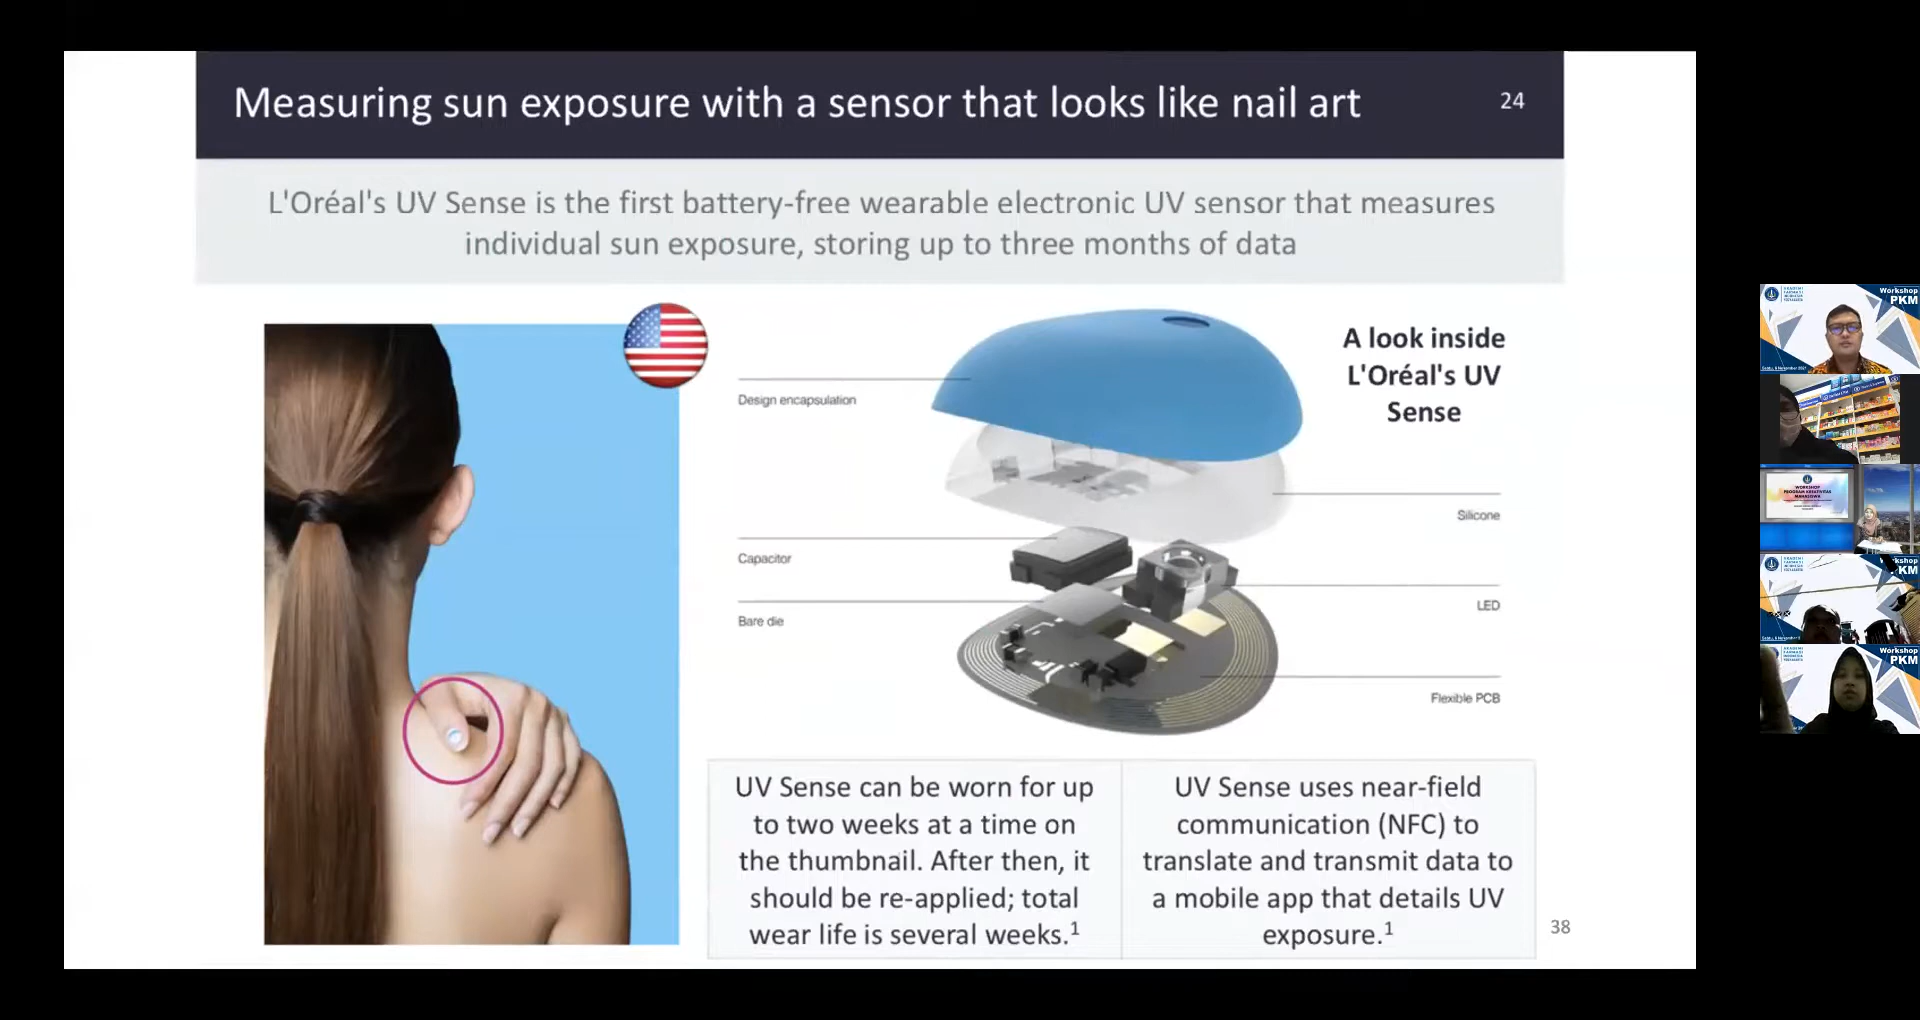 Measuring sun exposure with a sensor that looks like nail art
24
L'Oréal's UV Sense is the first battery-free wearable electronic UV sensor that measures
individual sun exposure, storing up to three months of data
A look inside
L'Oréal's UV
Sense
Design encapsulation
Silicone
Capacitor
LED
Bare die
Flexible PCB
UV Sense can be worn for up
to two weeks at a time on
the thumbnail. After then, it
should be re-applied; total
wear life is several weeks.1
UV Sense uses near-field
communication (NFC) to
translate and transmit data to
a mobile app that details UV
exposure.1
38
Workshop
PKM
Sabtu, 6 November 2021
WORKSHOP
PROGRAM KREATIVITAS
MAHASISWA
KM
Workshop
PKM